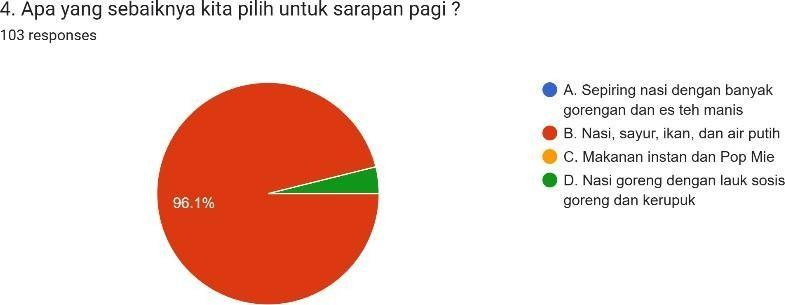 4. Apa yang sebaiknya kita pilih untuk sarapan pagi ?
103 responses
96.1%
A. Sepiring nasi dengan banyak
gorengan dan es teh manis
B. Nasi, sayur, ikan, dan air putih
C. Makanan instan dan Pop Mie
D. Nasi goreng dengan lauk sosis
goreng dan kerupuk